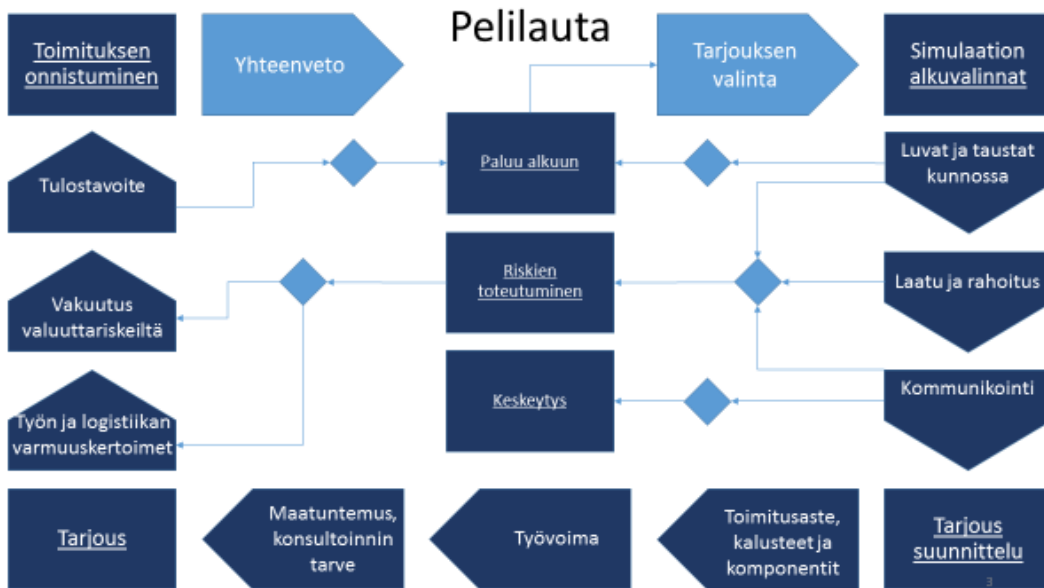 Pelilauta
Toimituksen
onnistuminen
Yhteenveto
Tarjouksen
valinta
Simulaation
alkuvalinnat
Tulostavoite
Paluu alkuun
Luvat ja taustat
kunnossa
Vakuutus
valuuttariskeiltä
Riskien
toteutuminen
Laatu ja rahoitus
Työn ja logistiikan
varmuuskertoimet
Keskeytys
Kommunikointi
Tarjous
Maatuntemus,
konsultoinnin
tarve
Työvoima
Toimitusaste,
kalusteet ja
komponentit
Tarjous
suunnittelu
3